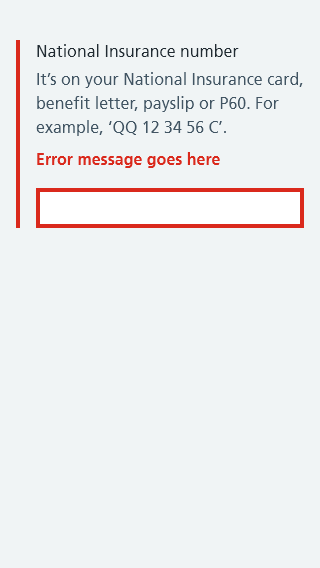 National Insurance number
It’s on your National Insurance card,
benefit letter, payslip or P60. For
example, ‘QQ 12 34 56 C’.
Error message goes here